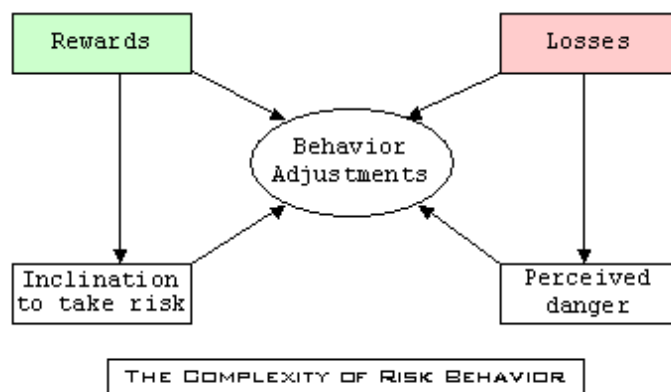 Rewards
Losses
Behavior
Adjustments
Inclination
to take risk
Perceived
danger
THE COMPLEXITY OF RISK BEHAVIOR